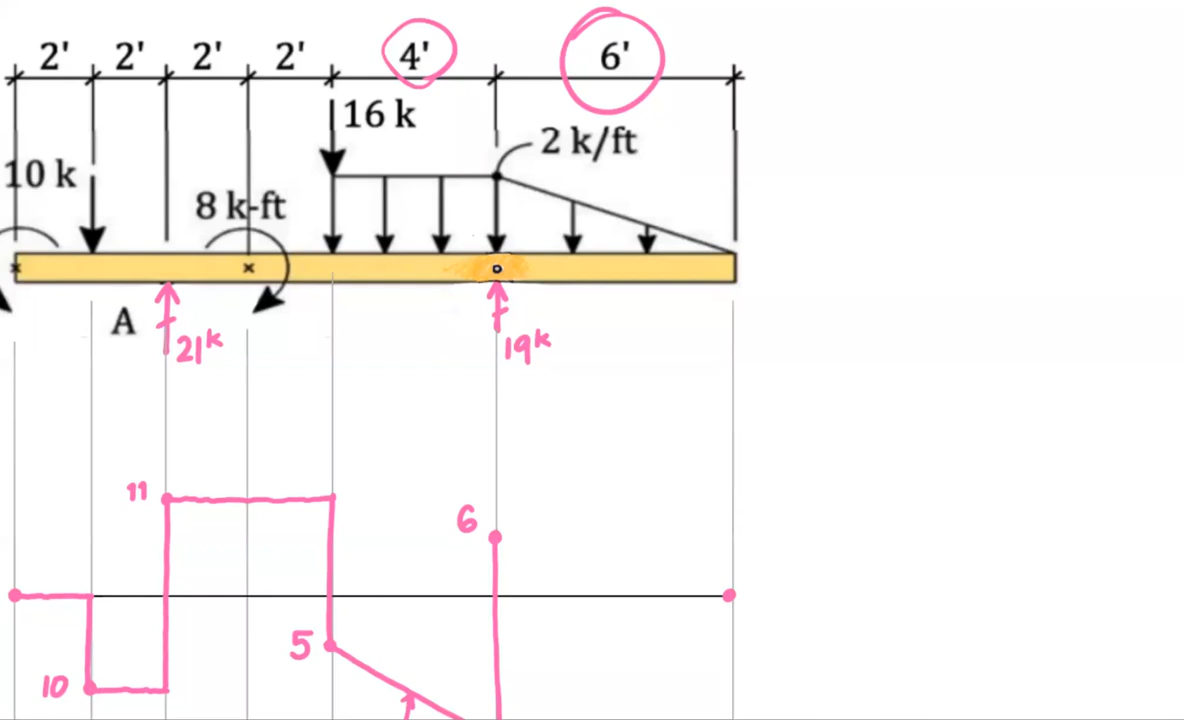 2' 2' 2' 2' 4' 6'
16 k
2 k/ft
10 k
8 k-ft
A
21k
19k
11
6
5
10